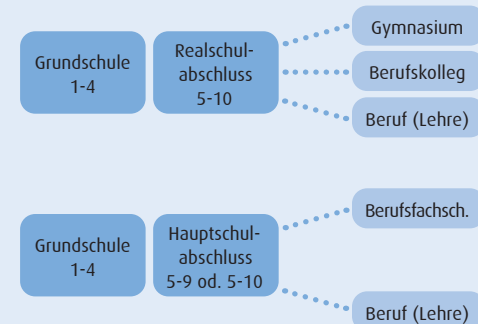 Grundschule
1-4
Realschul-
abschluss
5-10
Gymnasium
Berufskolleg
Beruf (Lehre)
Grundschule
1-4
Hauptschul-
abschluss
5-9 od. 5-10
Berufsfachsch.
Beruf (Lehre)